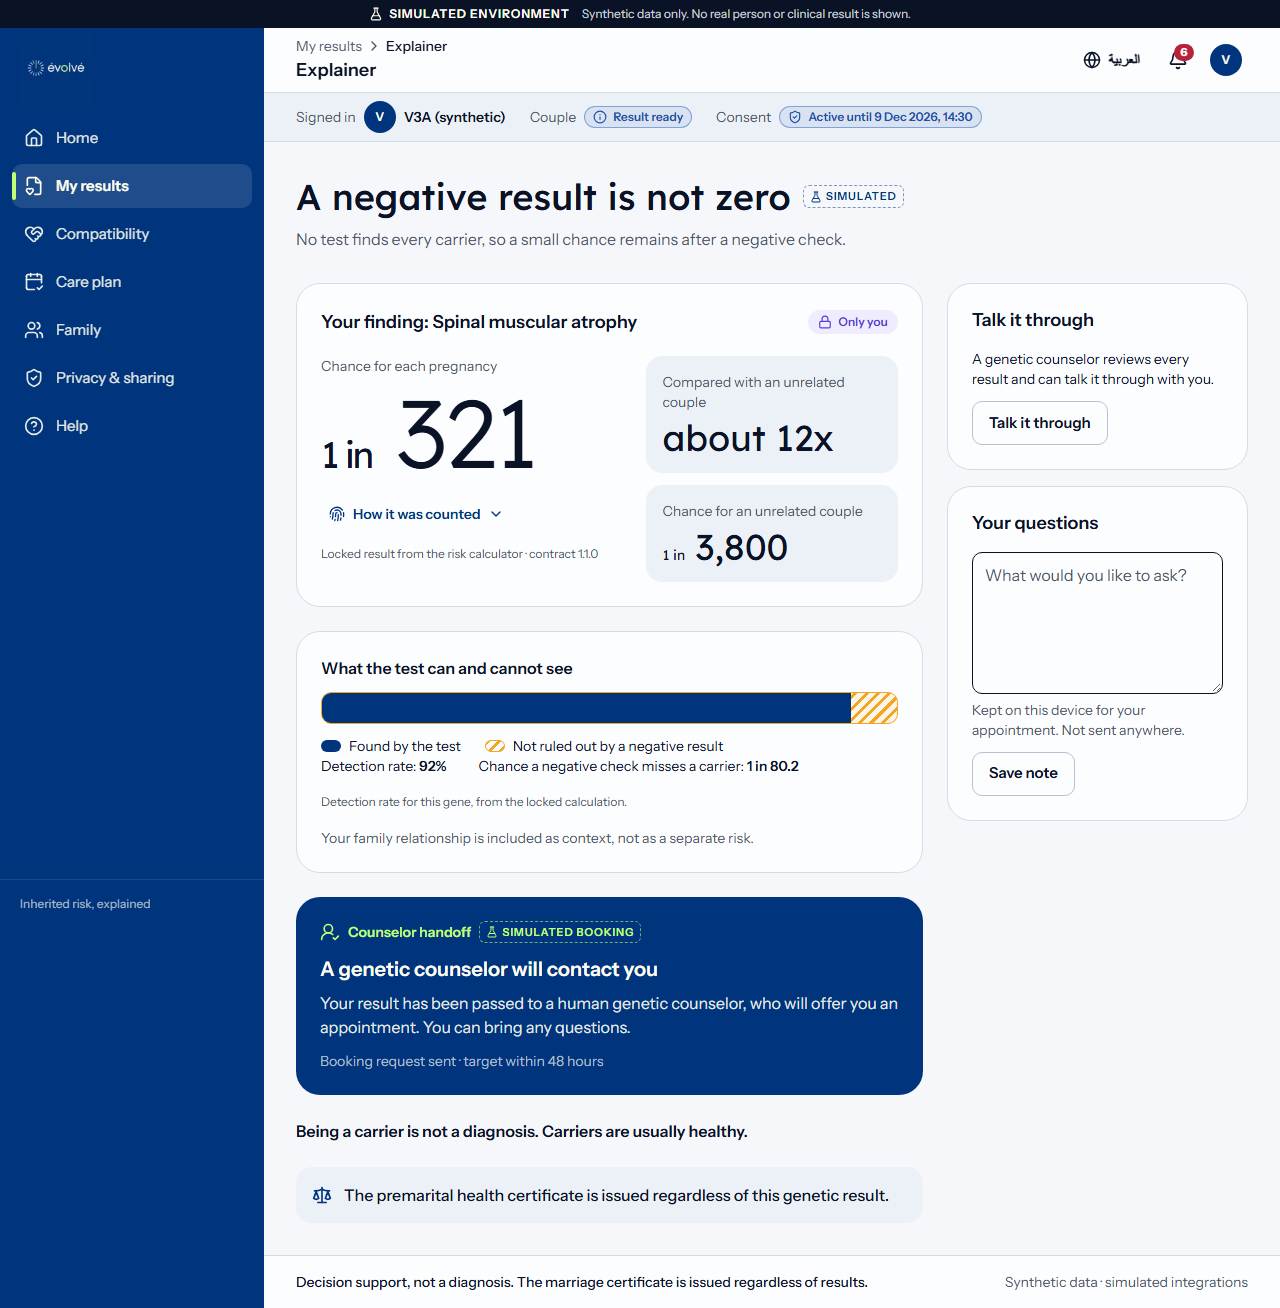 SIMULATED ENVIRONMENT Synthetic data only. No real person or clinical result is shown.
évolvé
Home
My results
Compatibility
Care plan
Family
Privacy & sharing
Help
Inherited risk, explained
My results > Explainer
Explainer
العربية
6
V
Signed in V V3A (synthetic) Couple Result ready Consent Active until 9 Dec 2026, 14:30
A negative result is not zero SIMULATED
No test finds every carrier, so a small chance remains after a negative check.
Your finding: Spinal muscular atrophy
Only you
Chance for each pregnancy
1 in 321
How it was counted
Locked result from the risk calculator · contract 1.1.0
Compared with an unrelated
couple
about 12x
Chance for an unrelated couple
1 in 3,800
What the test can and cannot see
Found by the test Not ruled out by a negative result
Detection rate: 92% Chance a negative check misses a carrier: 1 in 80.2
Detection rate for this gene, from the locked calculation.
Your family relationship is included as context, not as a separate risk.
Counselor handoff SIMULATED BOOKING
A genetic counselor will contact you
Your result has been passed to a human genetic counselor, who will offer you an
appointment. You can bring any questions.
Booking request sent · target within 48 hours
Being a carrier is not a diagnosis. Carriers are usually healthy.
The premarital health certificate is issued regardless of this genetic result.
Talk it through
A genetic counselor reviews every
result and can talk it through with you.
Talk it through
Your questions
What would you like to ask?
Kept on this device for your
appointment. Not sent anywhere.
Save note
Decision support, not a diagnosis. The marriage certificate is issued regardless of results.
Synthetic data · simulated integrations